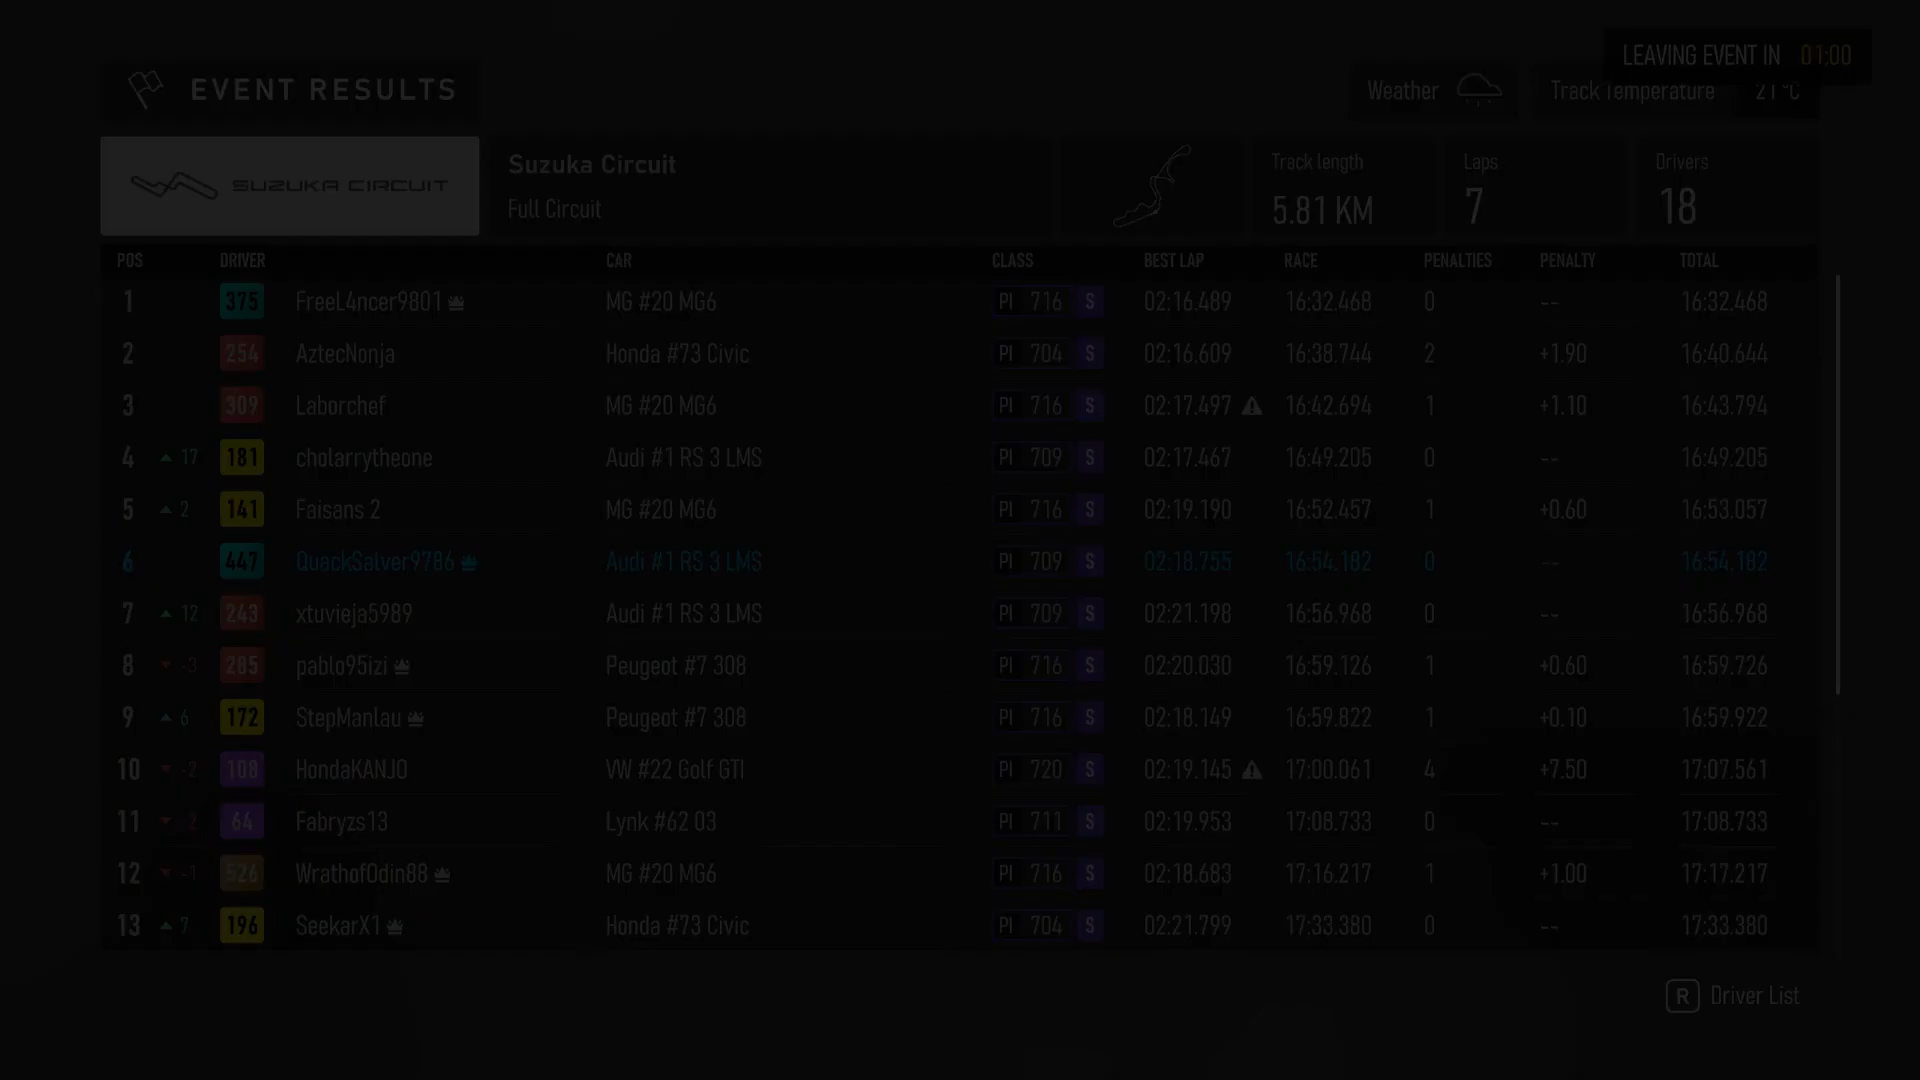 LEAVING EVENT IN 01:00
EVENT RESULTS
Weather
Track Temperature 21 °C
SUZUKA CIRCUIT
Suzuka Circuit
Full Circuit
Track length
5.81 KM
Laps
7
Drivers
18
POS DRIVER CAR CLASS BEST LAP RACE PENALTIES PENALTY TOTAL
1 375 FreeL4ncer9801 MG #20 MG6 PI 716 S 02:16.489 16:32.468 0 -- 16:32.468
2 254 AztecNonja Honda #73 Civic PI 704 S 02:16.609 16:38.744 2 +1.90 16:40.644
3 309 Laborchef MG #20 MG6 PI 716 S 02:17.497 16:42.694 1 +1.10 16:43.794
4 17 181 cholarrytheone Audi #1 RS 3 LMS PI 709 S 02:17.467 16:49.205 0 -- 16:49.205
5 2 141 Faisans 2 MG #20 MG6 PI 716 S 02:19.190 16:52.457 1 +0.60 16:53.057
6 447 QuackSalver9786 Audi #1 RS 3 LMS PI 709 S 02:18.755 16:54.182 0 -- 16:54.182
7 12 243 xtuvieja5989 Audi #1 RS 3 LMS PI 709 S 02:21.198 16:56.968 0 -- 16:56.968
8 -3 285 pablo95izi Peugeot #7 308 PI 716 S 02:20.030 16:59.126 1 +0.60 16:59.726
9 6 172 StepManlau Peugeot #7 308 PI 716 S 02:18.149 16:59.822 1 +0.10 16:59.922
10 -2 108 HondaKANJO VW #22 Golf GTI PI 720 S 02:19.145 17:00.061 4 +7.50 17:07.561
11 -2 64 Fabryzs13 Lynk #62 03 PI 711 S 02:19.953 17:08.733 0 -- 17:08.733
12 -1 526 WrathofOdin88 MG #20 MG6 PI 716 S 02:18.683 17:16.217 1 +1.00 17:17.217
13 7 196 SeekarX1 Honda #73 Civic PI 704 S 02:21.799 17:33.380 0 -- 17:33.380
R Driver List